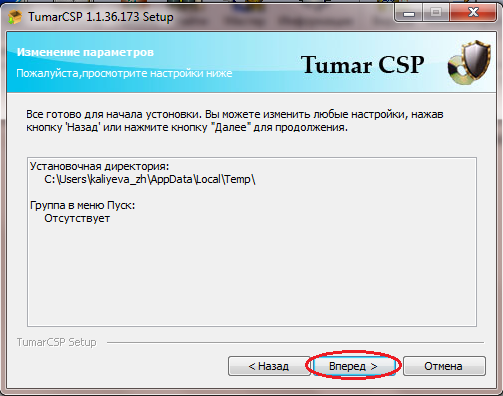 TumarCSP 1.1.36.173 Setup
Изменение параметров
Пожалуйста,просмотрите настройки ниже
Tumar CSP
Все готово для начала устоновки. Вы можете изменить любые настройки, нажав
кнопку 'Назад' или нажмите кнопку "Далее" для продолжения.
Установочная директория:
C:\Users\kaliyeva_zh\AppData\Local\Temp\
Группа в меню Пуск:
Отсутствует
TumarCSP Setup
< Назад
Вперед >
Отмена